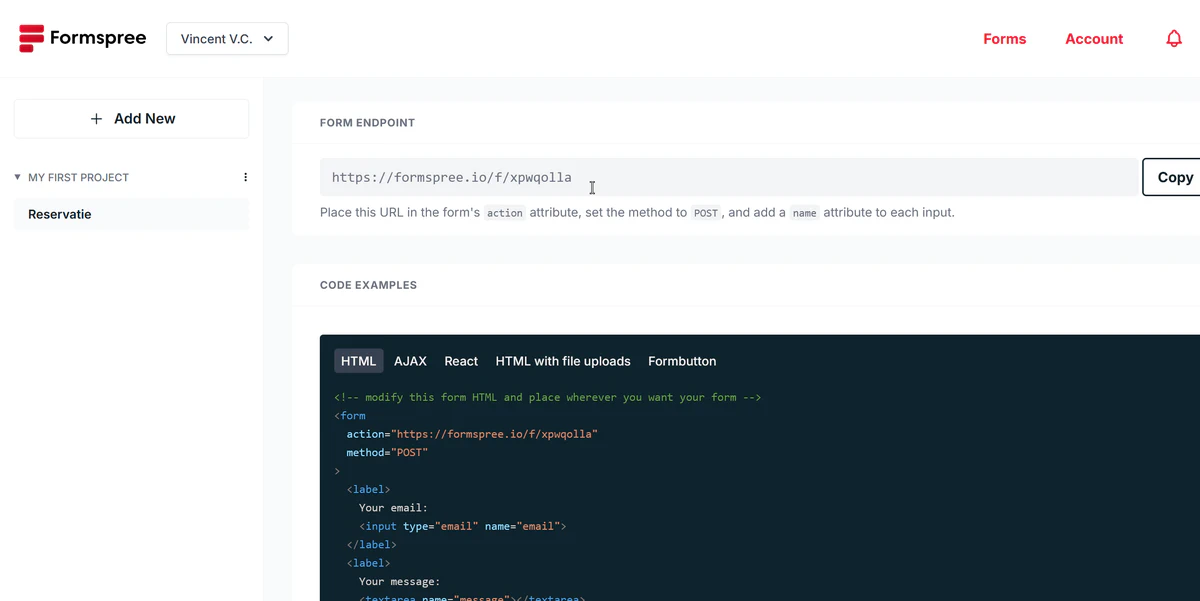 Formspree
Vincent V.C.
Forms
Account
+ Add New
MY FIRST PROJECT
Reservatie
FORM ENDPOINT
https://formspree.io/f/xpwqolla
Copy
Place this URL in the form's action attribute, set the method to POST, and add a name attribute to each input.
CODE EXAMPLES
HTML AJAX React HTML with file uploads Formbutton
<!-- modify this form HTML and place wherever you want your form -->
<form
action="https://formspree.io/f/xpwqolla"
method="POST"
>
<label>
Your email:
<input type="email" name="email">
</label>
<label>
Your message:
<textarea name="message"></textarea>